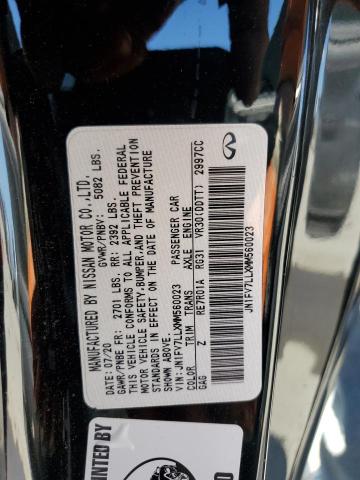 MANUFACTURED BY NISSAN MOTOR CO.,LTD.
DATE: 07/20 GVWR/PNBV: 5082 LBS.
GAWR/PNBE FR: 2701 LBS. RR: 2392 LBS.
THIS VEHICLE CONFORMS TO ALL APPLICABLE FEDERAL
MOTOR VEHICLE SAFETY,BUMPER,AND THEFT PREVENTION
STANDARDS IN EFFECT ON THE DATE OF MANUFACTURE
SHOWN ABOVE.
VIN:JN1FV7LLXMM560023 PASSENGER CAR
COLOR TRIM TRANS AXLE ENGINE
GAG Z RE7R01A RG31 VR30(DDTT) 2997CC
JN1FV7LLXMM560023
INTED BY